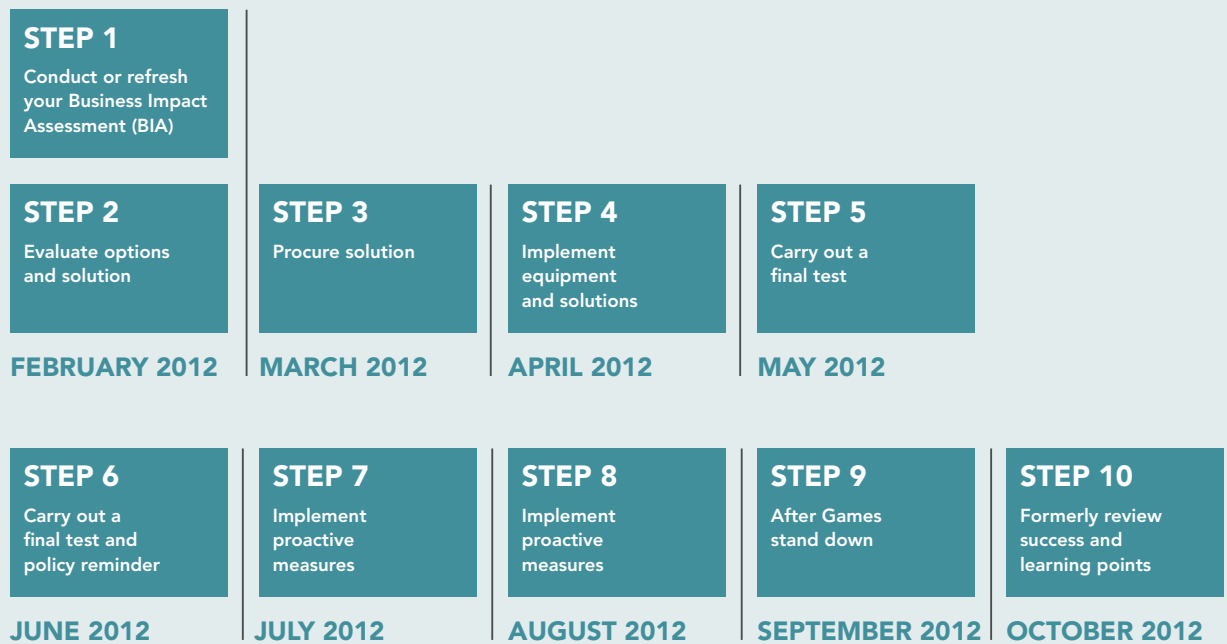 STEP 1
Conduct or refresh
your Business Impact
Assessment (BIA)
STEP 2
Evaluate options
and solution
STEP 3
Procure solution
STEP 4
Implement
equipment
and solutions
STEP 5
Carry out a
final test
FEBRUARY 2012
MARCH 2012
APRIL 2012
MAY 2012
STEP 6
Carry out a
final test and
policy reminder
STEP 7
Implement
proactive
measures
STEP 8
Implement
proactive
measures
STEP 9
After Games
stand down
STEP 10
Formerly review
success and
learning points
JUNE 2012
JULY 2012
AUGUST 2012
SEPTEMBER 2012
OCTOBER 2012